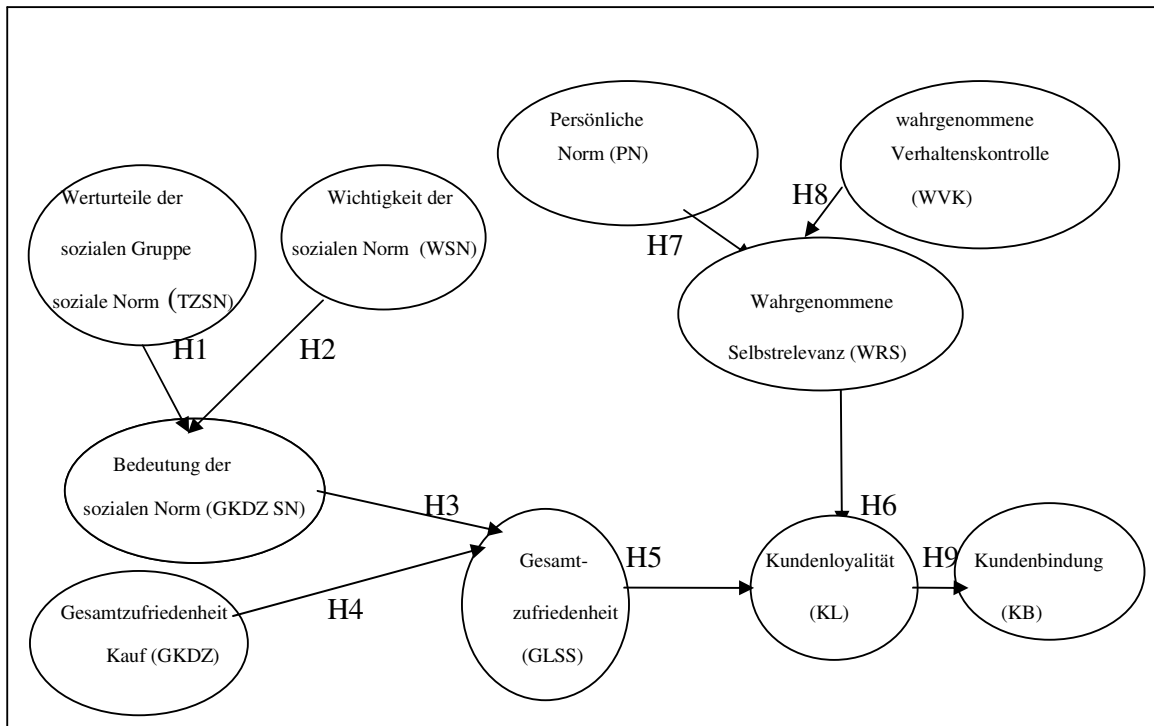 Persönliche
Norm (PN)
wahrgenommene
Verhaltenskontrolle
(WVK)
H8
H7
Werturteile der
sozialen Gruppe
soziale Norm (TZSN)
Wichtigkeit der
sozialen Norm (WSN)
Wahrgenommene
Selbstrelevanz (WRS)
H1
H2
Bedeutung der
sozialen Norm (GKDZ SN)
H3
H6
Gesamtzufriedenheit
Kauf (GKDZ)
H4
Gesamt-
zufriedenheit
(GLSS)
H5
Kundenloyalität
(KL)
H9
Kundenbindung
(KB)